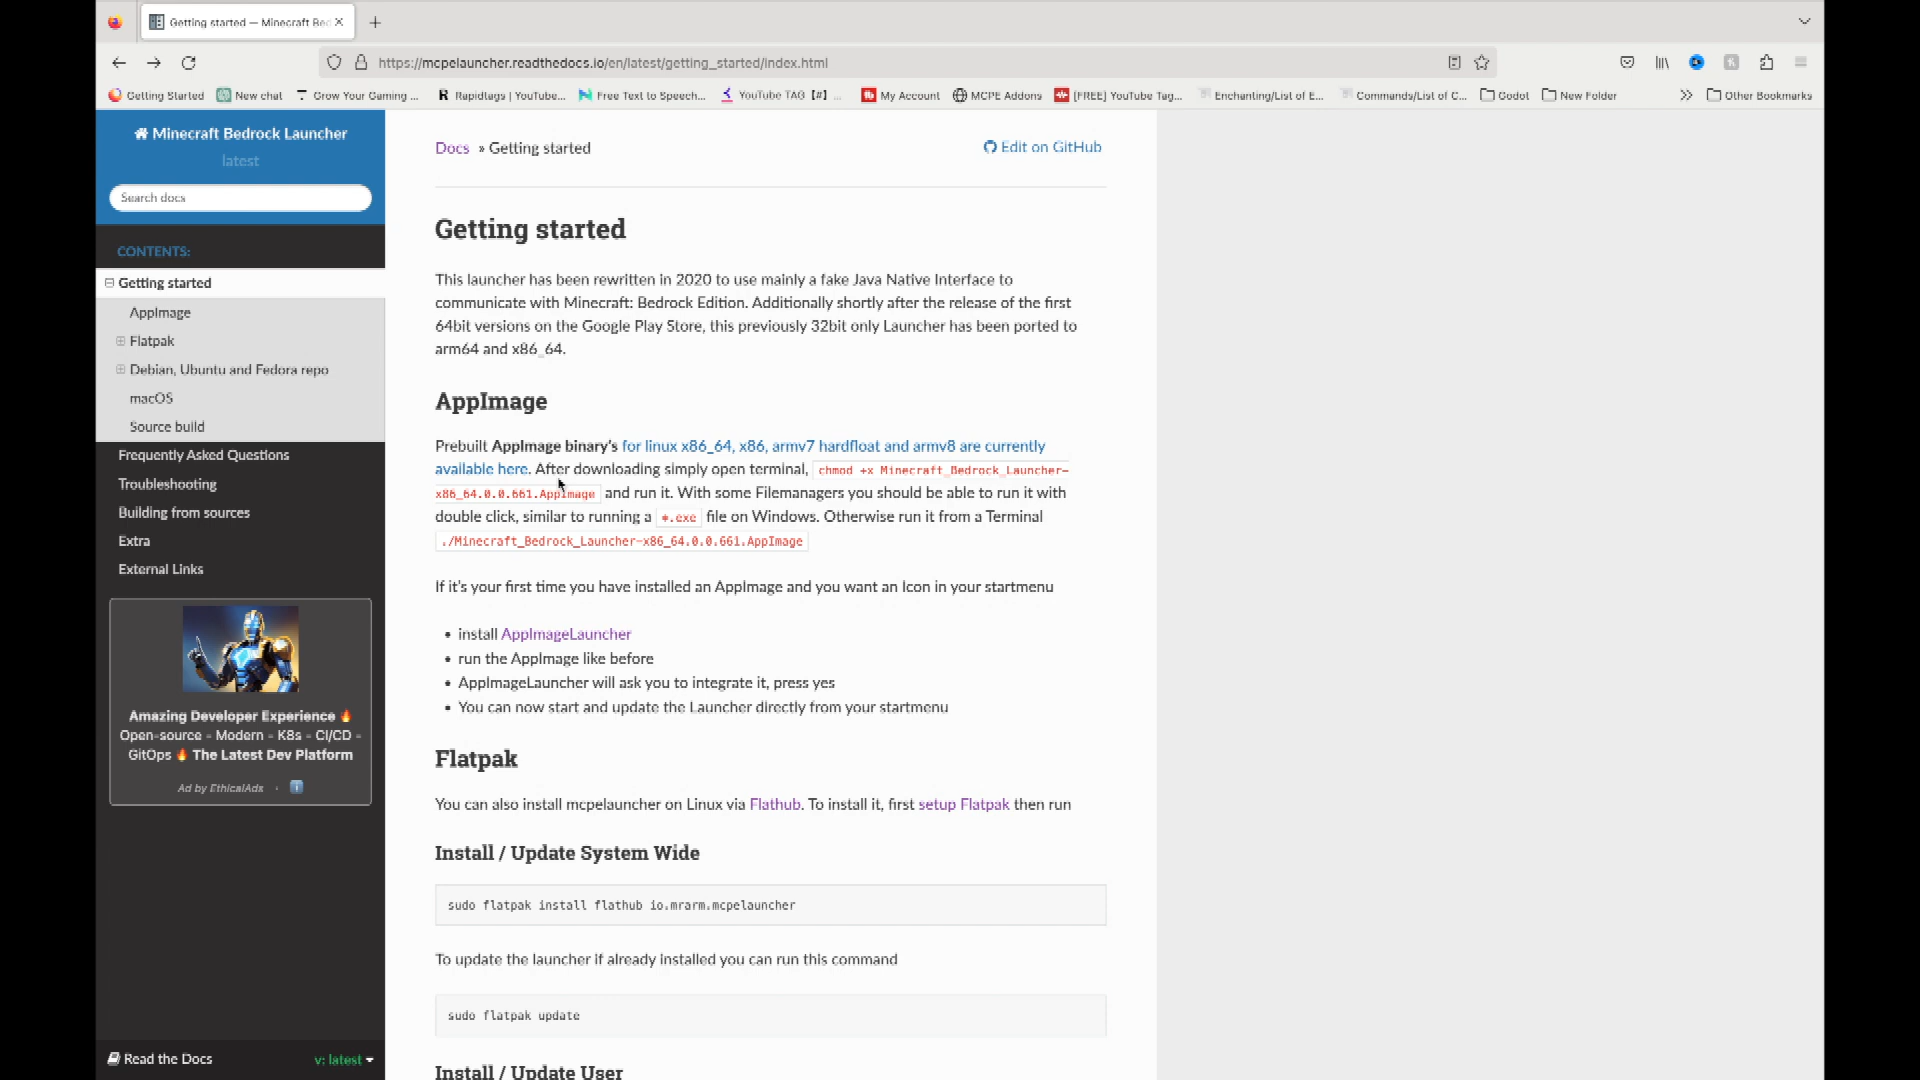 Getting started — Minecraft Bed
https://mcpelauncher.readthedocs.io/en/latest/getting_started/index.html
Getting Started
New chat
Grow Your Gaming ...
Rapidtags | YouTube...
Free Text to Speech...
YouTube TAG【#】 ...
My Account
MCPE Addons
[FREE] YouTube Tag...
Enchanting/List of E...
Commands/List of C...
Godot
New Folder
Other Bookmarks
Minecraft Bedrock Launcher
latest
Search docs
CONTENTS:
Getting started
AppImage
Flatpak
Debian, Ubuntu and Fedora repo
macOS
Source build
Frequently Asked Questions
Troubleshooting
Building from sources
Extra
External Links
Amazing Developer Experience 🔥
Open-source - Modern - K8s - CI/CD -
GitOps 🔥 The Latest Dev Platform
Ad by EthicalAds ·
Read the Docs
v: latest
Docs » Getting started
Edit on GitHub
Getting started
This launcher has been rewritten in 2020 to use mainly a fake Java Native Interface to
communicate with Minecraft: Bedrock Edition. Additionally shortly after the release of the first
64bit versions on the Google Play Store, this previously 32bit only Launcher has been ported to
arm64 and x86_64.
AppImage
Prebuilt AppImage binary's for linux x86_64, x86, armv7 hardfloat and armv8 are currently
available here. After downloading simply open terminal, chmod +x Minecraft_Bedrock_Launcher-
x86_64.0.0.661.AppImage and run it. With some Filemanagers you should be able to run it with
double click, similar to running a *.exe file on Windows. Otherwise run it from a Terminal
./Minecraft_Bedrock_Launcher-x86_64.0.0.661.AppImage
If it's your first time you have installed an AppImage and you want an Icon in your startmenu
• install AppImageLauncher
• run the AppImage like before
• AppImageLauncher will ask you to integrate it, press yes
• You can now start and update the Launcher directly from your startmenu
Flatpak
You can also install mcpelauncher on Linux via Flathub. To install it, first setup Flatpak then run
Install / Update System Wide
sudo flatpak install flathub io.mrarm.mcpelauncher
To update the launcher if already installed you can run this command
sudo flatpak update
Install / Update User